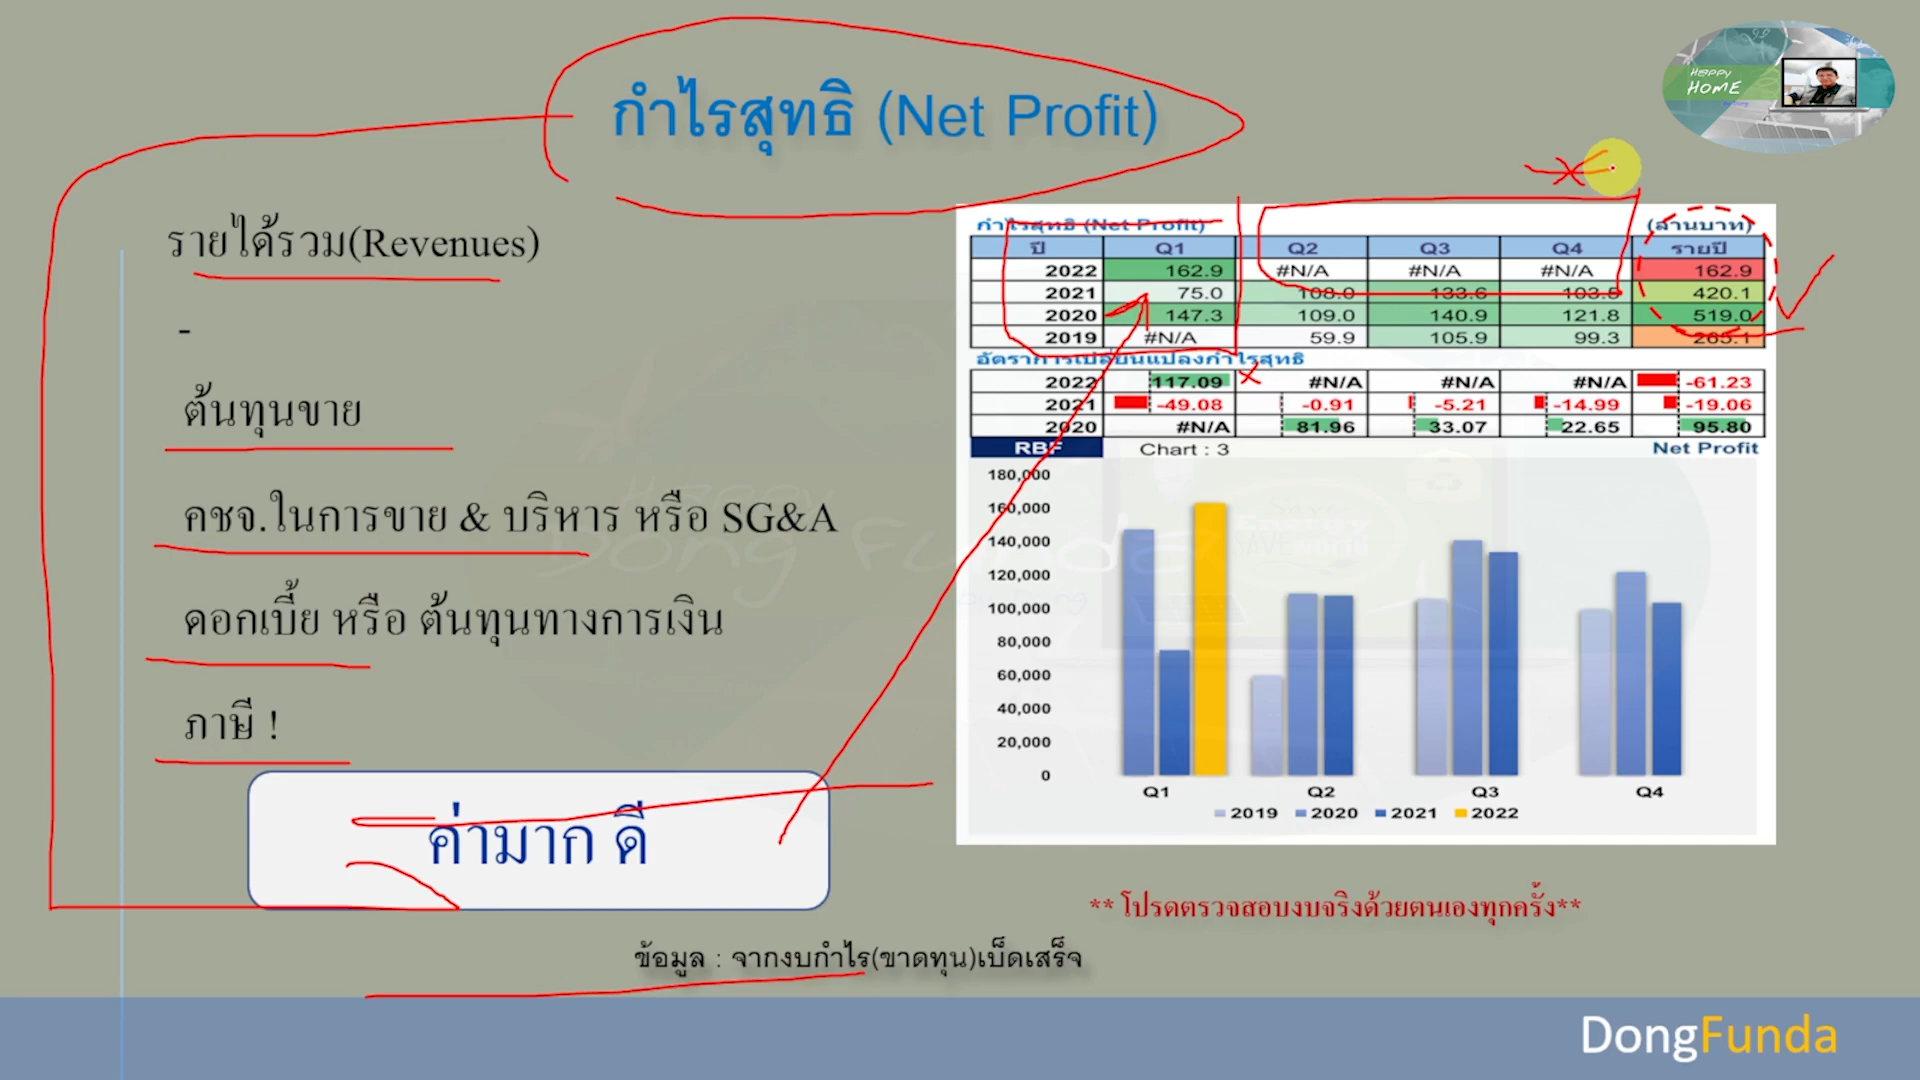 กำไรสุทธิ (Net Profit)
Happy
HOME
รายได้รวม(Revenues)
-
ต้นทุนขาย
คชจ.ในการขาย & บริหาร หรือ SG&A
ดอกเบี้ย หรือ ต้นทุนทางการเงิน
ภาษี !
ค่ามาก ดี
กำไรสุทธิ (Net Profit) (ล้านบาท)
ปี Q1 Q2 Q3 Q4 รายปี
2022 162.9 #N/A #N/A #N/A 162.9
2021 75.0 108.0 133.6 103.5 420.1
2020 147.3 109.0 140.9 121.8 519.0
2019 #N/A 59.9 105.9 99.3 265.1
อัตราการเปลี่ยนแปลงกำไรสุทธิ
2022 117.09 #N/A #N/A #N/A -61.23
2021 -49.08 -0.91 -5.21 -14.99 -19.06
2020 #N/A 81.96 33.07 22.65 95.80
RBF Chart : 3 Net Profit
180,000
160,000
140,000
120,000
100,000
80,000
60,000
40,000
20,000
0
Q1 Q2 Q3 Q4
2019 2020 2021 2022
** โปรดตรวจสอบงบจริงด้วยตนเองทุกครั้ง**
ข้อมูล : จากงบกำไร(ขาดทุน)เบ็ดเสร็จ
DongFunda